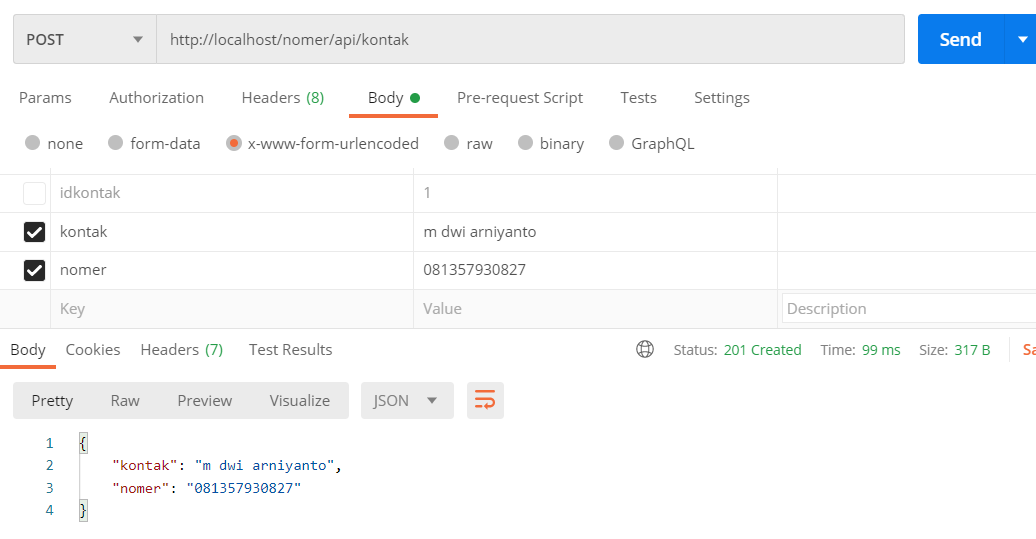 POST http://localhost/nomer/api/kontak Send
Params Authorization Headers (8) Body Pre-request Script Tests Settings
none form-data x-www-form-urlencoded raw binary GraphQL
idkontak 1
kontak m dwi arniyanto
nomer 081357930827
Key Value Description
Body Cookies Headers (7) Test Results Status: 201 Created Time: 99 ms Size: 317 B Sa
Pretty Raw Preview Visualize JSON
1 {
2 "kontak": "m dwi arniyanto",
3 "nomer": "081357930827"
4 }